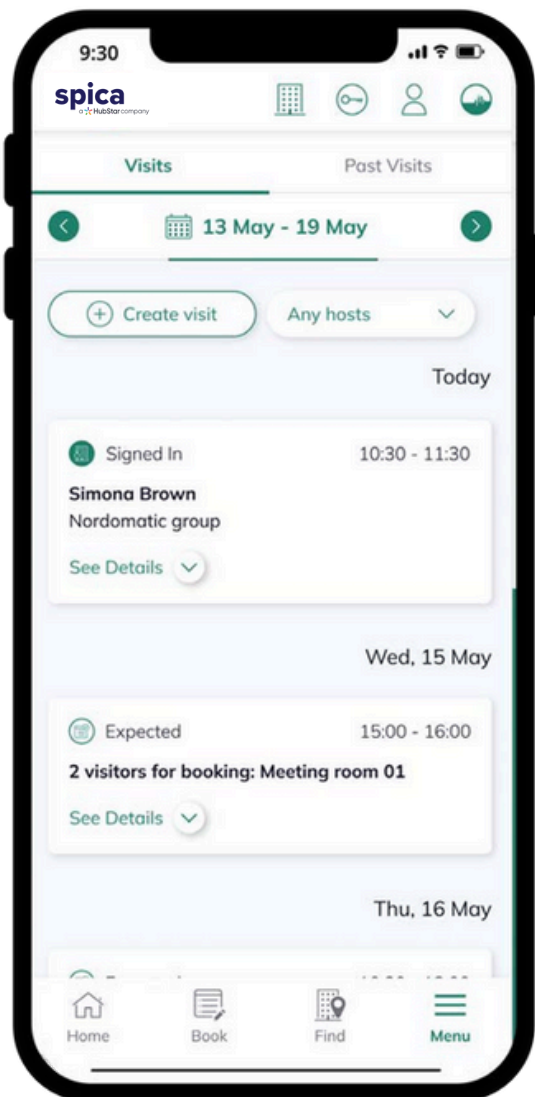 9:30
spica
a HubStar company
Visits Past Visits
13 May - 19 May
Create visit Any hosts
Today
Signed In 10:30 - 11:30
Simona Brown
Nordomatic group
See Details
Wed, 15 May
Expected 15:00 - 16:00
2 visitors for booking: Meeting room 01
See Details
Thu, 16 May
Home Book Find Menu